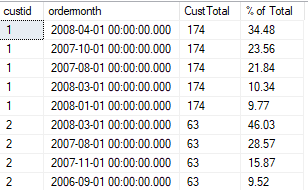 custid ordemonth CustTotal % of Total
1 2008-04-01 00:00:00.000 174 34.48
1 2007-10-01 00:00:00.000 174 23.56
1 2007-08-01 00:00:00.000 174 21.84
1 2008-03-01 00:00:00.000 174 10.34
1 2008-01-01 00:00:00.000 174 9.77
2 2008-03-01 00:00:00.000 63 46.03
2 2007-08-01 00:00:00.000 63 28.57
2 2007-11-01 00:00:00.000 63 15.87
2 2006-09-01 00:00:00.000 63 9.52